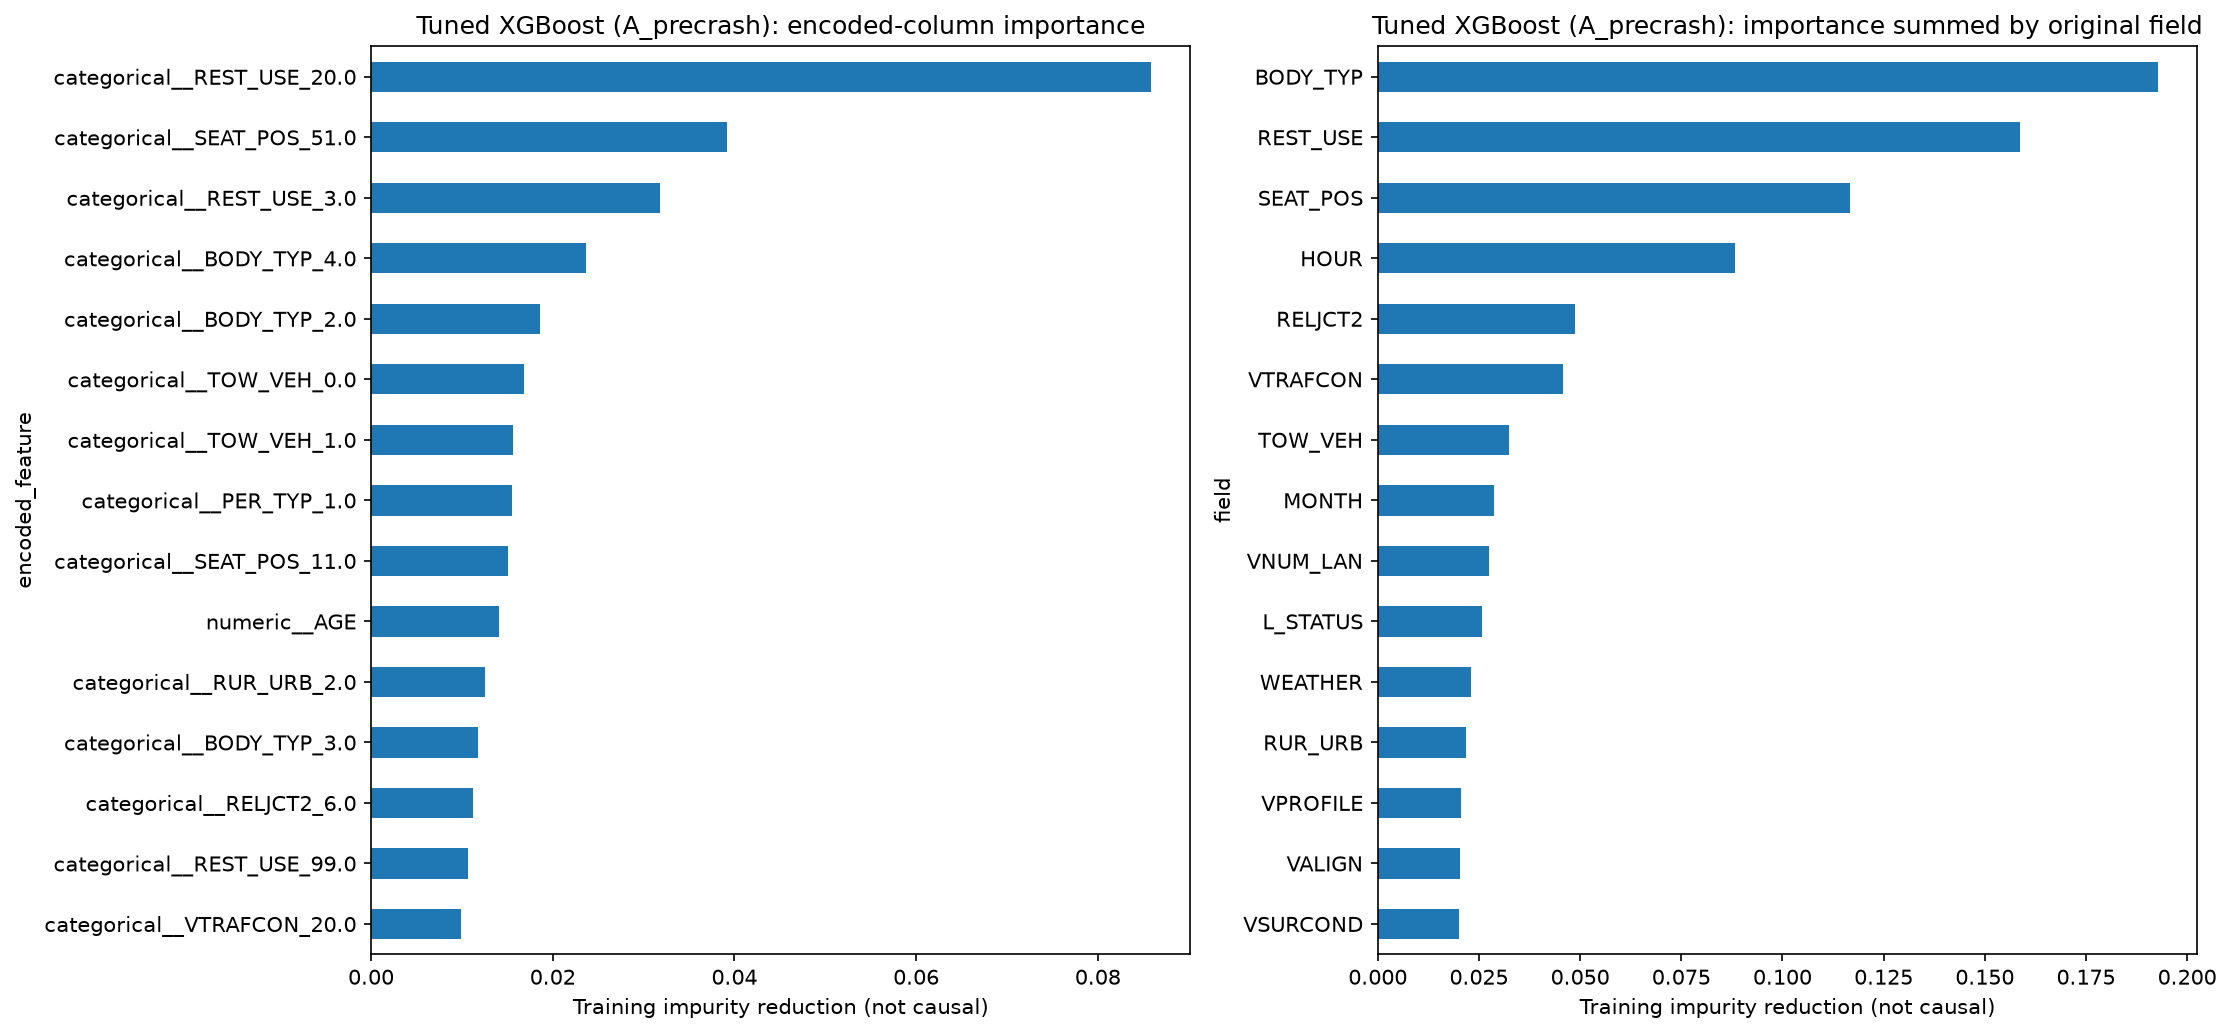 Tuned XGBoost (A_precrash): encoded-column importance
categorical__REST_USE_20.0
categorical__SEAT_POS_51.0
categorical__REST_USE_3.0
categorical__BODY_TYP_4.0
categorical__BODY_TYP_2.0
categorical__TOW_VEH_0.0
categorical__TOW_VEH_1.0
categorical__PER_TYP_1.0
categorical__SEAT_POS_11.0
numeric__AGE
categorical__RUR_URB_2.0
categorical__BODY_TYP_3.0
categorical__RELJCT2_6.0
categorical__REST_USE_99.0
categorical__VTRAFCON_20.0
encoded_feature
0.00 0.02 0.04 0.06 0.08
Training impurity reduction (not causal)
Tuned XGBoost (A_precrash): importance summed by original field
BODY_TYP
REST_USE
SEAT_POS
HOUR
RELJCT2
VTRAFCON
TOW_VEH
MONTH
VNUM_LAN
L_STATUS
WEATHER
RUR_URB
VPROFILE
VALIGN
VSURCOND
field
0.000 0.025 0.050 0.075 0.100 0.125 0.150 0.175 0.200
Training impurity reduction (not causal)